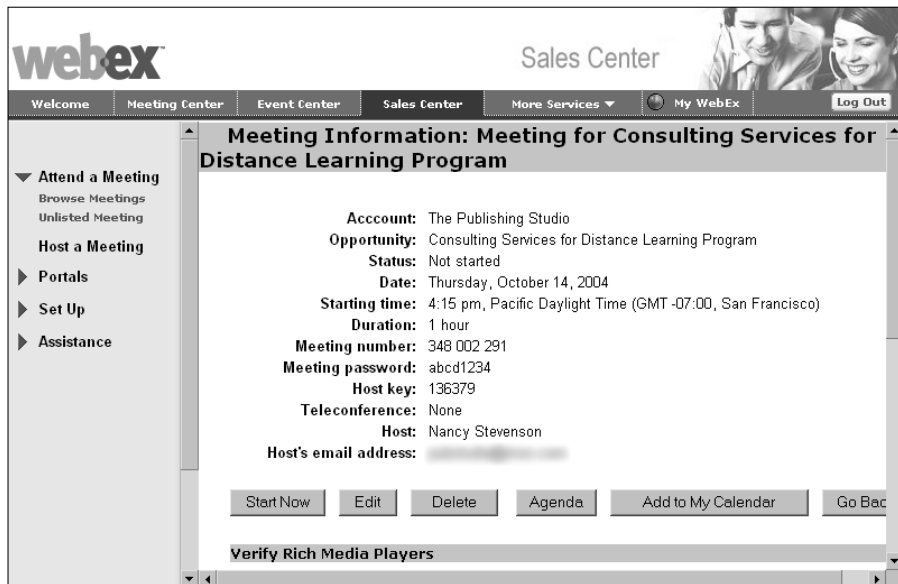 webex
Sales Center
Welcome
Meeting Center
Event Center
Sales Center
More Services
My WebEx
Log Out
Attend a Meeting
Browse Meetings
Unlisted Meeting
Host a Meeting
Portals
Set Up
Assistance
Meeting Information: Meeting for Consulting Services for
Distance Learning Program
Acccount: The Publishing Studio
Opportunity: Consulting Services for Distance Learning Program
Status: Not started
Date: Thursday, October 14, 2004
Starting time: 4:15 pm, Pacific Daylight Time (GMT -07:00, San Francisco)
Duration: 1 hour
Meeting number: 348 002 291
Meeting password: abcd1234
Host key: 136379
Teleconference: None
Host: Nancy Stevenson
Host's email address:
Start Now
Edit
Delete
Agenda
Add to My Calendar
Go Bac
Verify Rich Media Players